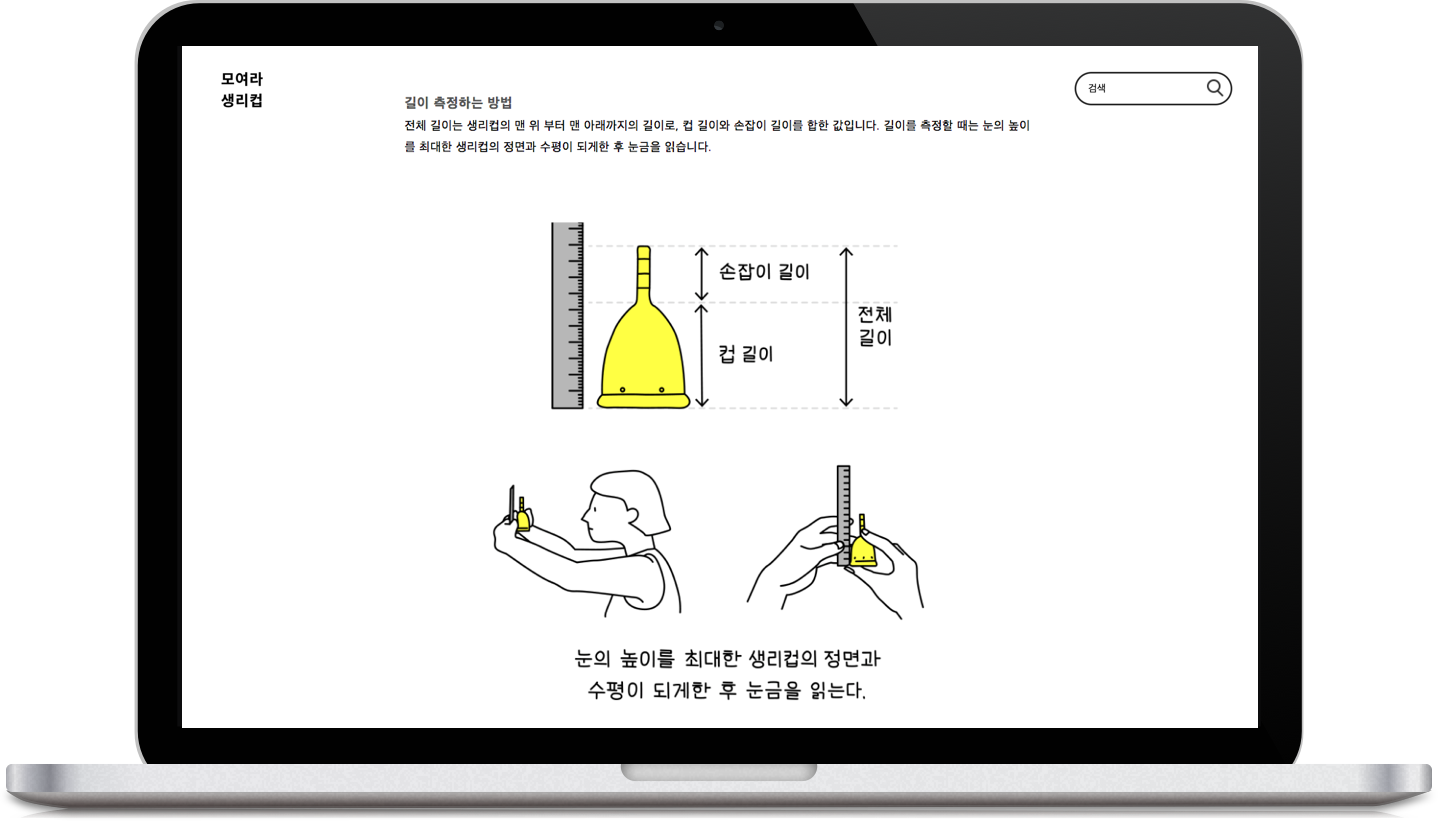 모여라
생리컵
검색
길이 측정하는 방법
전체 길이는 생리컵의 맨 위 부터 맨 아래까지의 길이로, 컵 길이와 손잡이 길이를 합한 값입니다. 길이를 측정할 때는 눈의 높이
를 최대한 생리컵의 정면과 수평이 되게한 후 눈금을 읽습니다.
손잡이 길이
전체
길이
컵 길이
눈의 높이를 최대한 생리컵의 정면과
수평이 되게한 후 눈금을 읽는다.